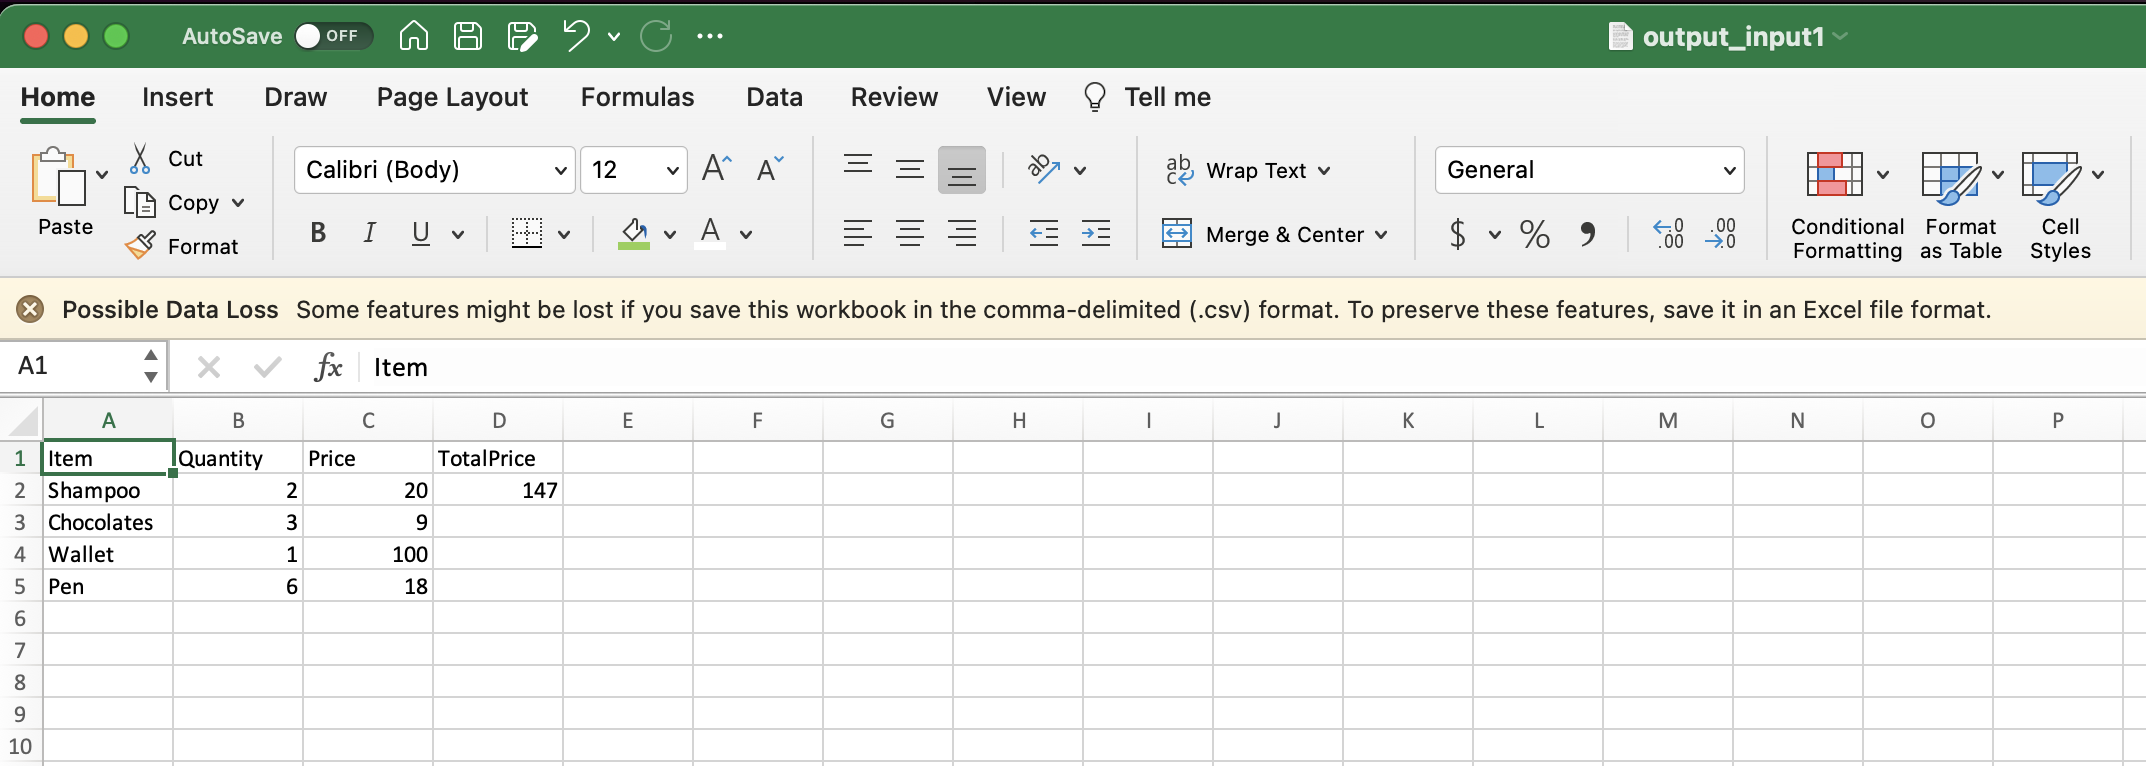 AutoSave OFF output_input1
Home Insert Draw Page Layout Formulas Data Review View Tell me
Paste Cut Copy Format
Calibri (Body) 12 A A
B I U A
ab c Wrap Text
Merge & Center
General
$ % , .0 .00 .00 .0
Conditional Formatting
Format as Table
Cell Styles
Possible Data Loss Some features might be lost if you save this workbook in the comma-delimited (.csv) format. To preserve these features, save it in an Excel file format.
A1 fx Item
A B C D E F G H I J K L M N O P
1 Item Quantity Price TotalPrice
2 Shampoo 2 20 147
3 Chocolates 3 9
4 Wallet 1 100
5 Pen 6 18
6
7
8
9
10